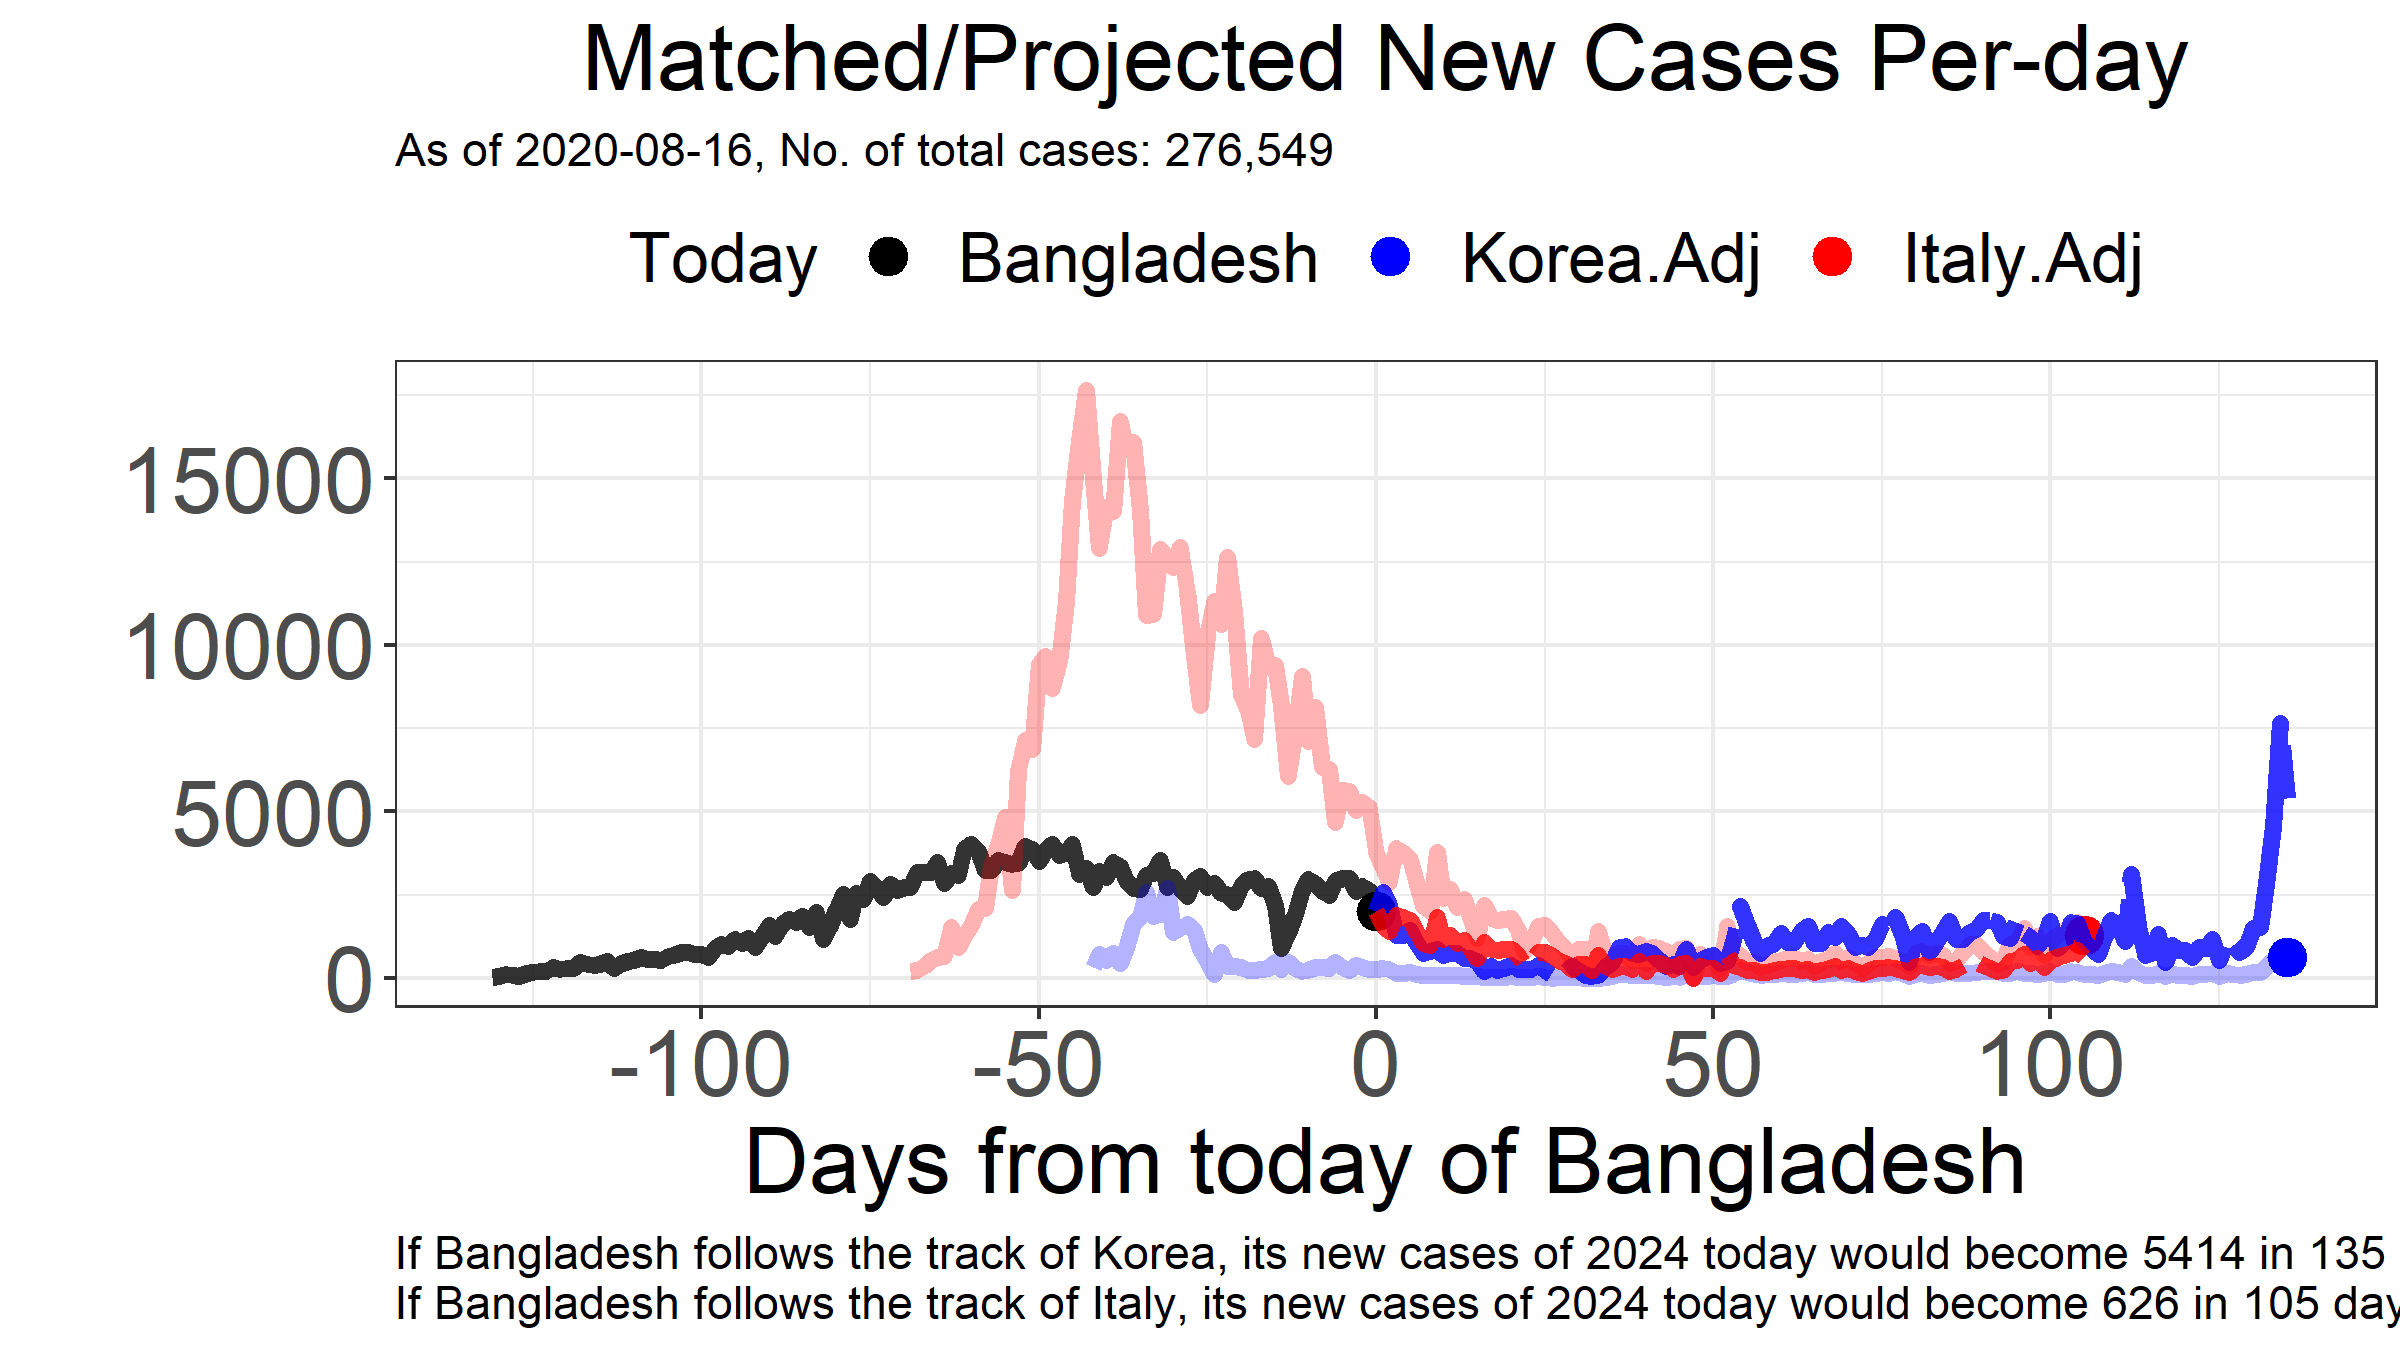 Matched/Projected New Cases Per-day
As of 2020-08-16, No. of total cases: 276,549
Today Bangladesh Korea.Adj Italy.Adj
15000
10000
5000
0
-100 -50 0 50 100
Days from today of Bangladesh
If Bangladesh follows the track of Korea, its new cases of 2024 today would become 5414 in 135
If Bangladesh follows the track of Italy, its new cases of 2024 today would become 626 in 105 day